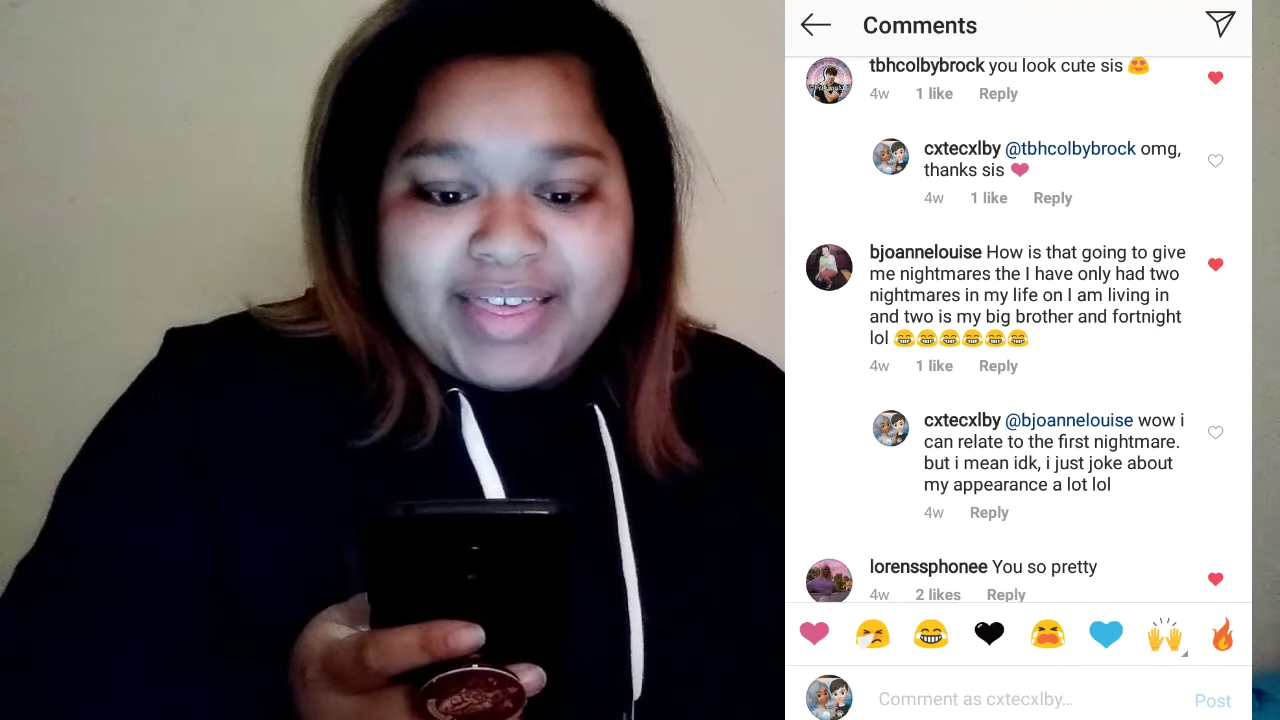 Comments
tbhcolbybrock you look cute sis 😍
4w 1 like Reply
cxtecxlby @tbhcolbybrock omg,
thanks sis
4w 1 like Reply
bjoannelouise How is that going to give
me nightmares the I have only had two
nightmares in my life on I am living in
and two is my big brother and fortnight
lol 😂😂😂😂😂😂
4w 1 like Reply
cxtecxlby @bjoannelouise wow i
can relate to the first nightmare.
but i mean idk, i just joke about
my appearance a lot lol
4w Reply
lorenssphonee You so pretty
4w 2 likes Reply
Comment as cxtecxlby...
Post